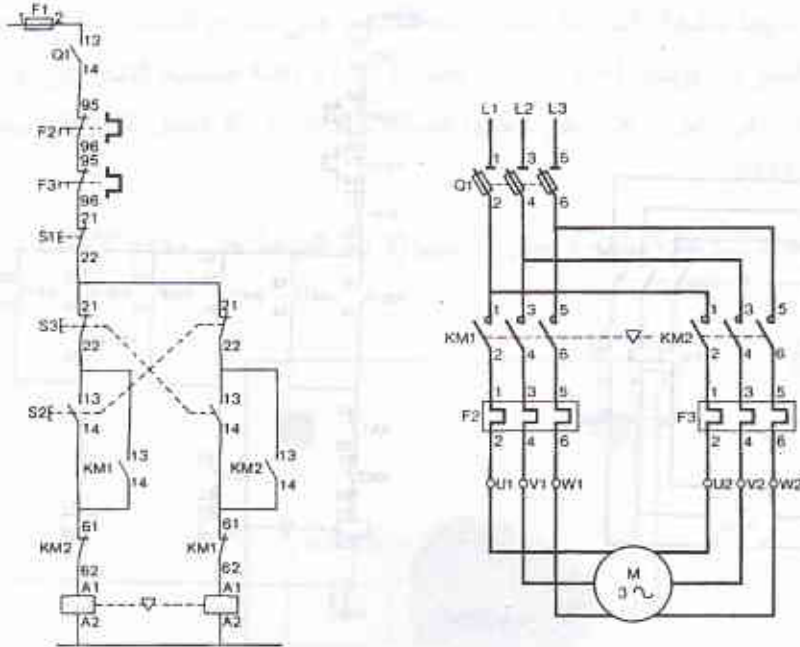 F1
1 2
13
Q1
14
95
F2
96
95
F3
96
21
S1
22
21 21
S3
22 22
13 13
S2
14 14
13 13
KM1 KM2
14 14
61 61
KM2 KM1
62 62
A1 A1
A2 A2
L1 L2 L3
1 3 5
Q1
2 4 6
1 3 5 1 3 5
KM1 KM2
2 4 6 2 4 6
1 3 5 1 3 5
F2 F3
2 4 6 2 4 6
U1 V1 W1 U2 V2 W2
M
3 ∿